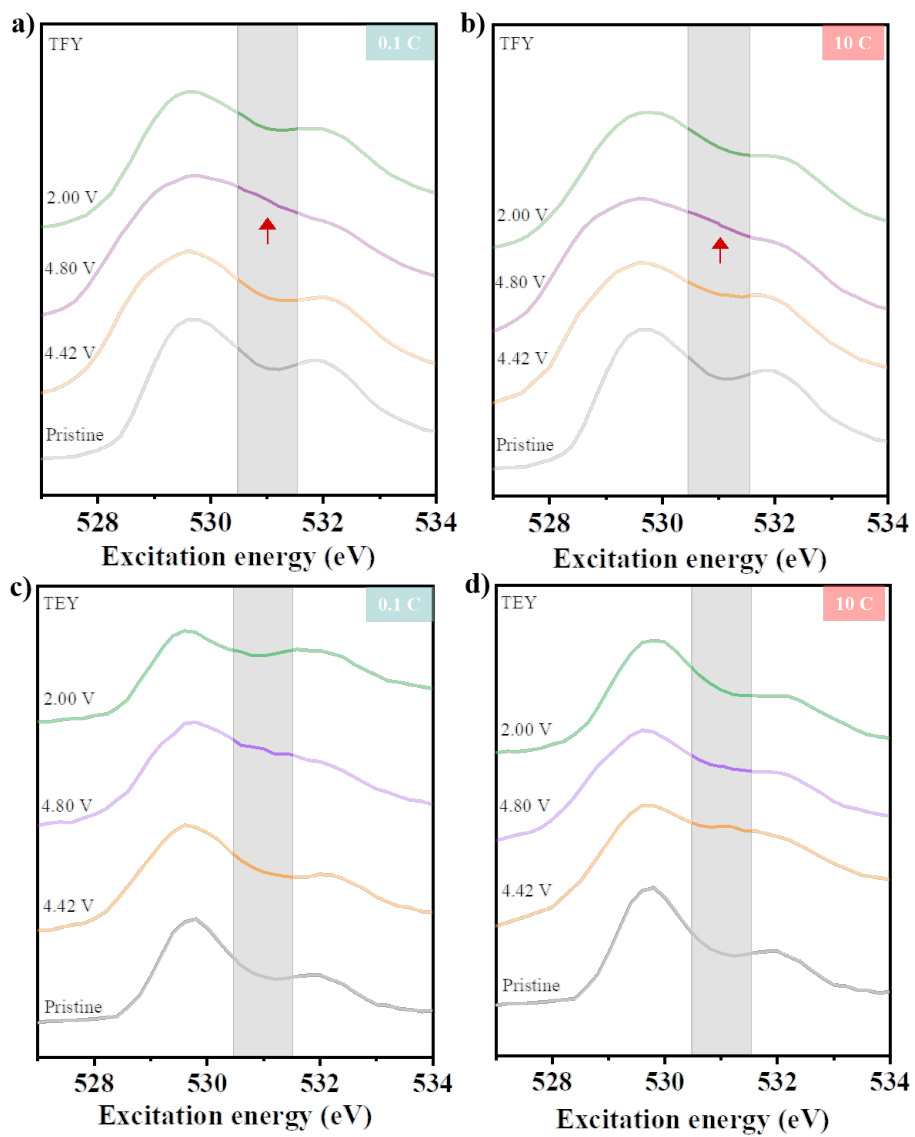 a)
TFY
0.1 C
2.00 V
4.80 V
4.42 V
Pristine
528 530 532 534
Excitation energy (eV)
b)
TFY
10 C
2.00 V
4.80 V
4.42 V
Pristine
528 530 532 534
Excitation energy (eV)
c)
TEY
0.1 C
2.00 V
4.80 V
4.42 V
Pristine
528 530 532 534
Excitation energy (eV)
d)
TEY
10 C
2.00 V
4.80 V
4.42 V
Pristine
528 530 532 534
Excitation energy (eV)